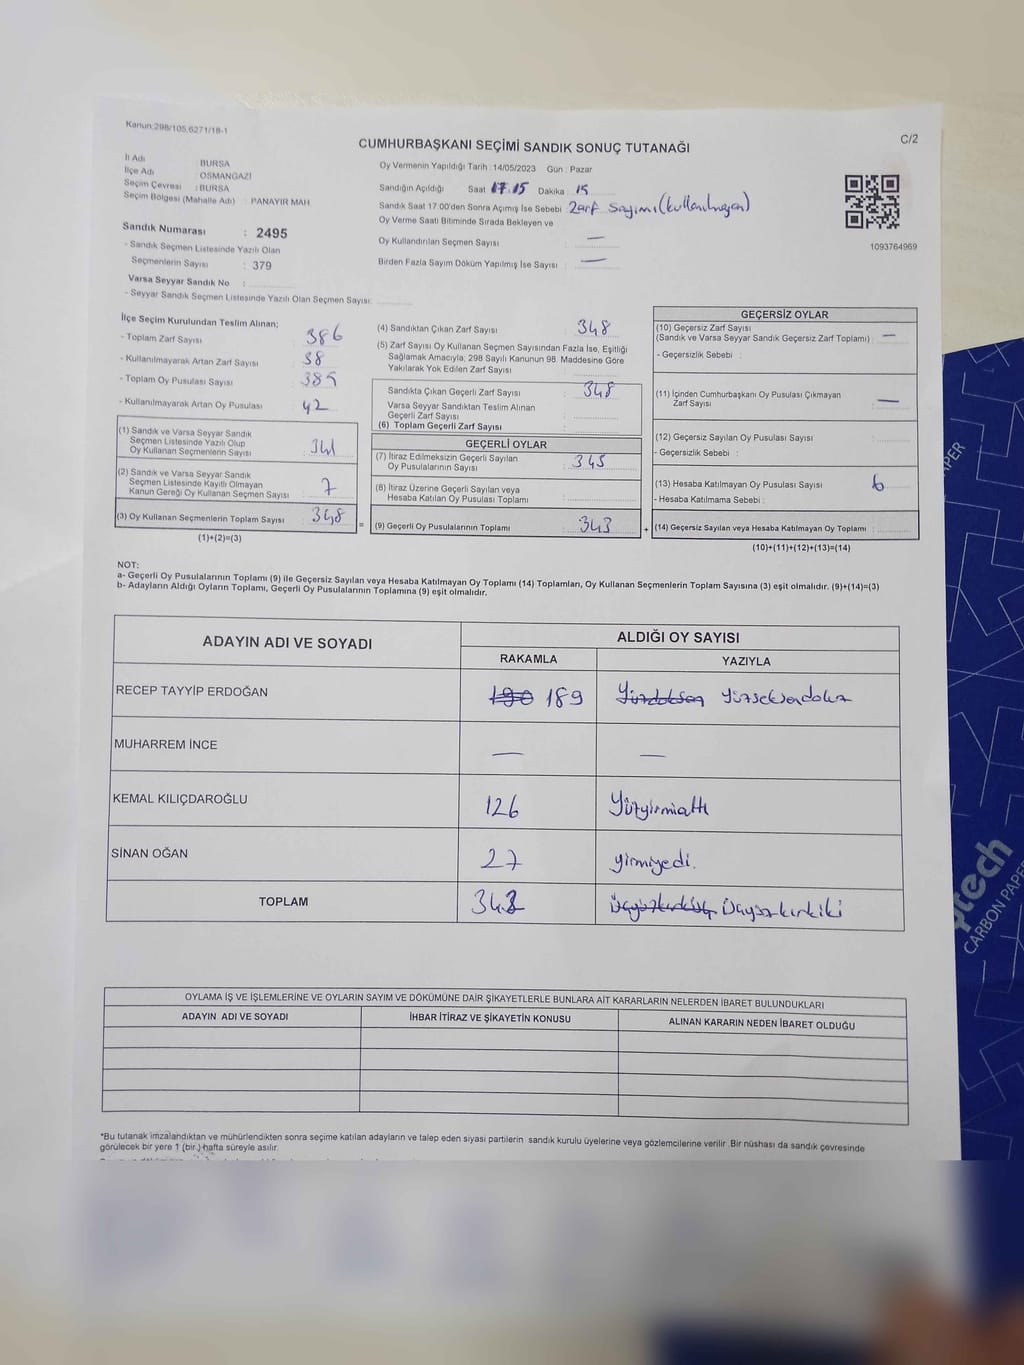 Kanun:298/105,6271/18-1
C/2
CUMHURBAŞKANI SEÇİMİ SANDIK SONUÇ TUTANAĞI
İl Adı BURSA
İlçe Adı OSMANGAZİ
Seçim Çevresi : BURSA
Seçim Bölgesi (Mahalle Adı) : PANAYIR MAH
Sandık Numarası : 2495
- Sandık Seçmen Listesinde Yazılı Olan
Seçmenlerin Sayısı : 379
Varsa Seyyar Sandık No :
- Seyyar Sandık Seçmen Listesinde Yazılı Olan Seçmen Sayısı:
Oy Vermenin Yapıldığı Tarih : 14/05/2023 Gün : Pazar
Sandığın Açıldığı Saat 17:15 Dakika : 15
Sandık Saat 17:00'den Sonra Açımış İse Sebebi Zarf Sayımı (kullanılmayan)
Oy Verme Saati Bitiminde Sırada Bekleyen ve
Oy Kullandırılan Seçmen Sayısı : —
Birden Fazla Sayım Döküm Yapılmış İse Sayısı : —
1093764969
İlçe Seçim Kurulundan Teslim Alınan;
- Toplam Zarf Sayısı : 386
- Kullanılmayarak Artan Zarf Sayısı : 38
- Toplam Oy Pusulası Sayısı : 385
- Kullanılmayarak Artan Oy Pusulası : 42
(1) Sandık ve Varsa Seyyar Sandık
Seçmen Listesinde Yazılı Olup
Oy Kullanan Seçmenlerin Sayısı : 341
(2) Sandık ve Varsa Seyyar Sandık
Seçmen Listesinde Kayıtlı Olmayan
Kanun Gereği Oy Kullanan Seçmen Sayısı : 7
(3) Oy Kullanan Seçmenlerin Toplam Sayısı : 348
(1)+(2)=(3)
(4) Sandıktan Çıkan Zarf Sayısı : 348
(5) Zarf Sayısı Oy Kullanan Seçmen Sayısından Fazla İse, Eşitliği
Sağlamak Amacıyla, 298 Sayılı Kanunun 98. Maddesine Göre
Yakılarak Yok Edilen Zarf Sayısı :
Sandıkta Çıkan Geçerli Zarf Sayısı : 348
Varsa Seyyar Sandıktan Teslim Alınan
Geçerli Zarf Sayısı :
(6) Toplam Geçerli Zarf Sayısı :
GEÇERLİ OYLAR
(7) İtiraz Edilmeksizin Geçerli Sayılan
Oy Pusulalarının Sayısı : 345
(8) İtiraz Üzerine Geçerli Sayılan veya
Hesaba Katılan Oy Pusulası Toplamı :
= (9) Geçerli Oy Pusulalarının Toplamı : 343 +
GEÇERSİZ OYLAR
(10) Geçersiz Zarf Sayısı
(Sandık ve Varsa Seyyar Sandık Geçersiz Zarf Toplamı) : —
- Geçersizlik Sebebi :
(11) İçinden Cumhurbaşkanı Oy Pusulası Çıkmayan
Zarf Sayısı : —
(12) Geçersiz Sayılan Oy Pusulası Sayısı :
- Geçersizlik Sebebi :
(13) Hesaba Katılmayan Oy Pusulası Sayısı : 6
- Hesaba Katılmama Sebebi :
(14) Geçersiz Sayılan veya Hesaba Katılmayan Oy Toplamı :
(10)+(11)+(12)+(13)=(14)
NOT:
a- Geçerli Oy Pusulalarının Toplamı (9) ile Geçersiz Sayılan veya Hesaba Katılmayan Oy Toplamı (14) Toplamları, Oy Kullanan Seçmenlerin Toplam Sayısına (3) eşit olmalıdır. (9)+(14)=(3)
b- Adayların Aldığı Oyların Toplamı, Geçerli Oy Pusulalarının Toplamına (9) eşit olmalıdır.
ADAYIN ADI VE SOYADI ALDIĞI OY SAYISI
RAKAMLA YAZIYLA
RECEP TAYYİP ERDOĞAN 190 189 Yüzdoksan Yüzseksendokuz
MUHARREM İNCE — —
KEMAL KILIÇDAROĞLU 126 Yüzyirmialtı
SİNAN OĞAN 27 yirmiyedi.
TOPLAM 342 Üçyüzkırkiki
OYLAMA İŞ VE İŞLEMLERİNE VE OYLARIN SAYIM VE DÖKÜMÜNE DAİR ŞİKAYETLERLE BUNLARA AİT KARARLARIN NELERDEN İBARET BULUNDUKLARI
ADAYIN ADI VE SOYADI İHBAR İTİRAZ VE ŞİKAYETİN KONUSU ALINAN KARARIN NEDEN İBARET OLDUĞU
*Bu tutanak imzalandıktan ve mühürlendikten sonra seçime katılan adayların ve talep eden siyasi partilerin sandık kurulu üyelerine veya gözlemcilerine verilir. Bir nüshası da sandık çevresinde
görülecek bir yere 1 (bir) hafta süreyle asılır.
PER
ptech
CARBON PAPER